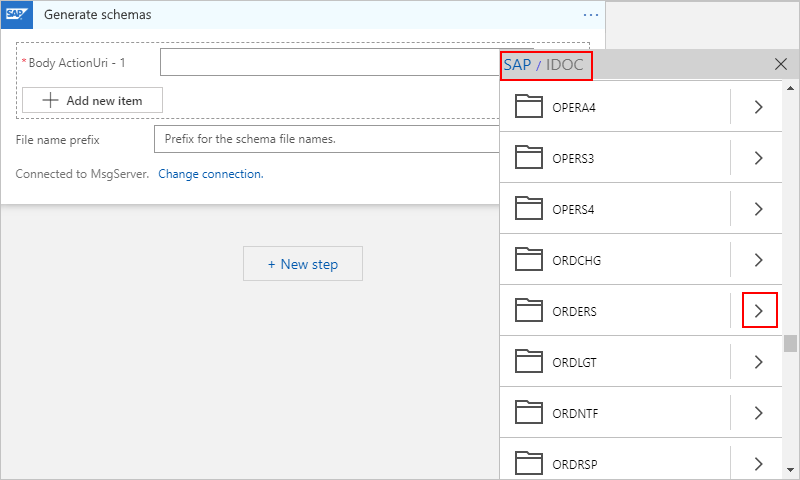 SAP Generate schemas ...
* Body ActionUri - 1
+ Add new item
File name prefix Prefix for the schema file names.
Connected to MsgServer. Change connection.
+ New step
SAP / IDOC
OPERA4
OPERS3
OPERS4
ORDCHG
ORDERS
ORDLGT
ORDNTF
ORDRSP